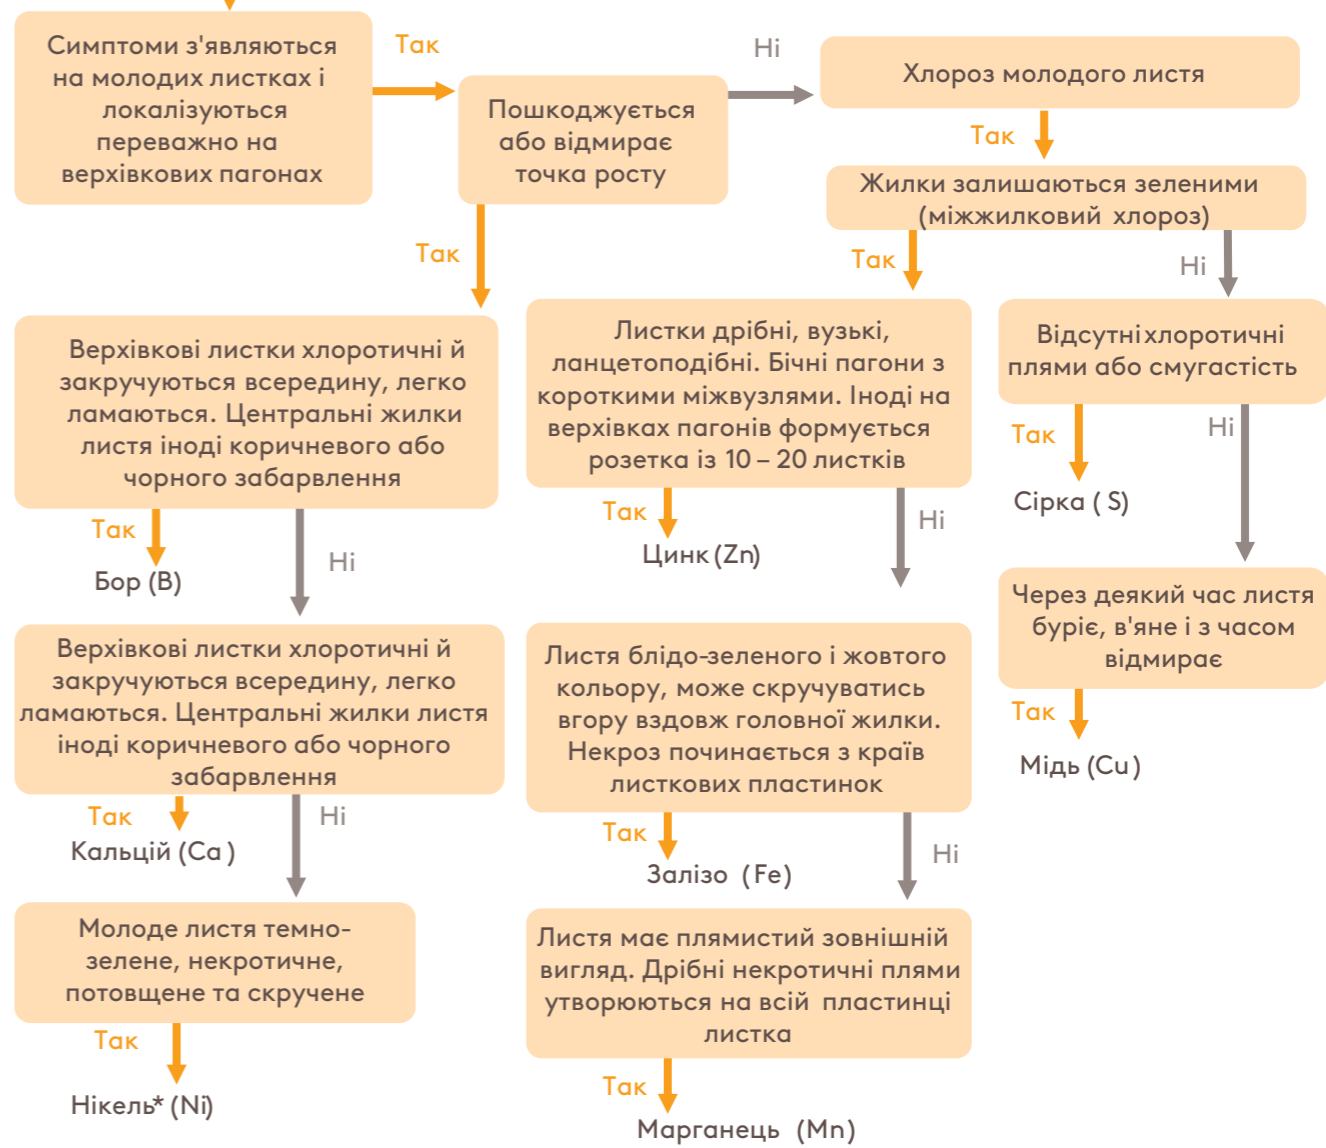 Симптоми з'являються
на молодих листках і
локалізуються
переважно на
верхівкових пагонах
Так
Пошкоджується
або відмирає
точка росту
Ні
Хлороз молодого листя
Так
Жилки залишаються зеленими
(міжжилковий хлороз)
Так
Так
Ні
Верхівкові листки хлоротичні й
закручуються всередину, легко
ламаються. Центральні жилки
листя іноді коричневого або
чорного забарвлення
Листки дрібні, вузькі,
ланцетоподібні. Бічні пагони з
короткими міжвузлями. Іноді на
верхівках пагонів формується
розетка із 10 – 20 листків
Відсутні хлоротичні
плями або смугастість
Так
Ні
Сірка ( S)
Так
Ні
Цинк (Zn)
Так
Ні
Бор (B)
Через деякий час листя
буріє, в'яне і з часом
відмирає
Так
Мідь (Cu )
Верхівкові листки хлоротичні й
закручуються всередину, легко
ламаються. Центральні жилки листя
іноді коричневого або чорного
забарвлення
Листя блідо-зеленого і жовтого
кольору, може скручуватись
вгору вздовж головної жилки.
Некроз починається з країв
листкових пластинок
Так
Ні
Кальцій (Ca )
Так
Ні
Залізо (Fe)
Молоде листя темно-
зелене, некротичне,
потовщене та скручене
Листя має плямистий зовнішній
вигляд. Дрібні некротичні плями
утворюються на всій пластинці
листка
Так
Нікель* (Ni)
Так
Марганець (Mn)